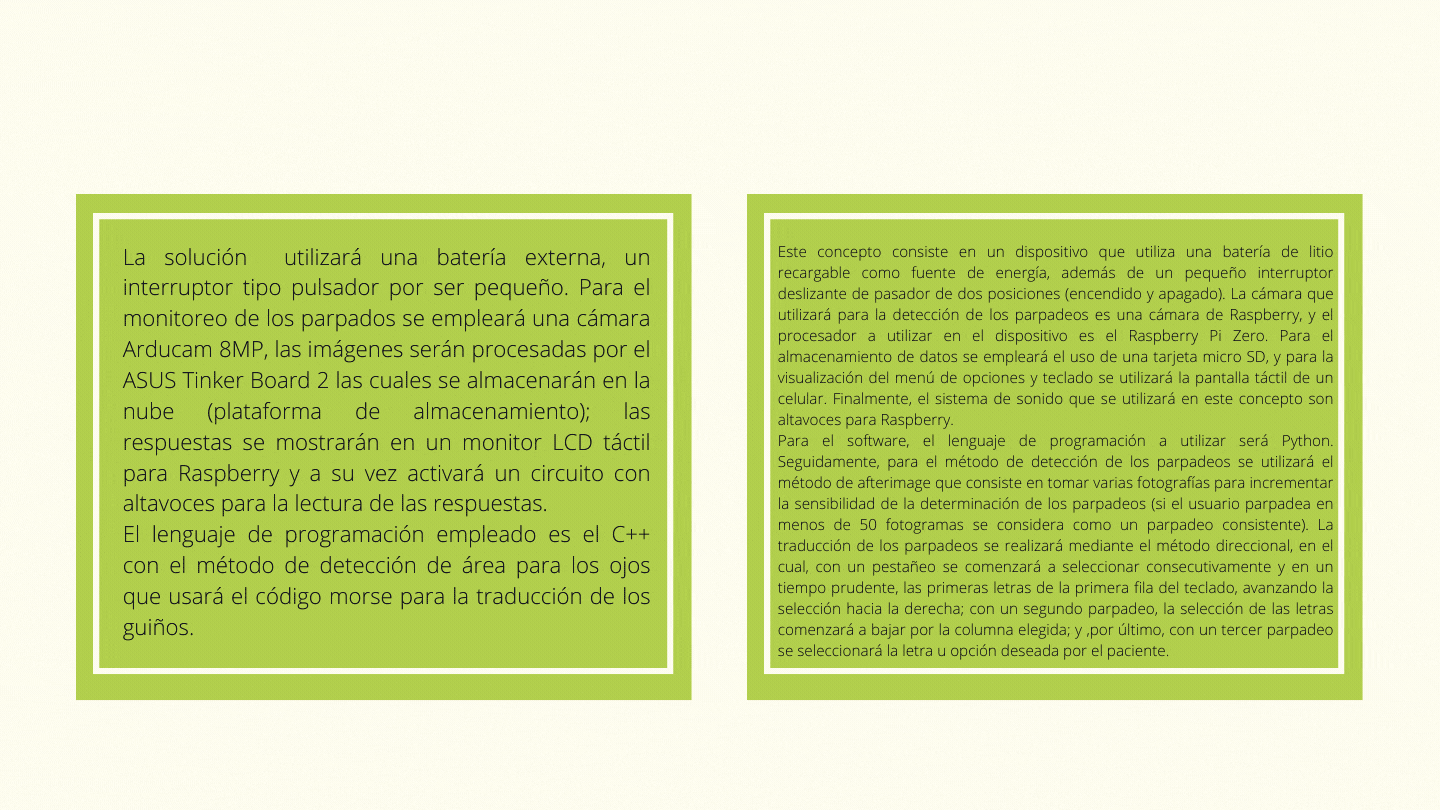 La solución utilizará una batería externa, un
interruptor tipo pulsador por ser pequeño. Para el
monitoreo de los parpados se empleará una cámara
Arducam 8MP, las imágenes serán procesadas por el
ASUS Tinker Board 2 las cuales se almacenarán en la
nube (plataforma de almacenamiento); las
respuestas se mostrarán en un monitor LCD táctil
para Raspberry y a su vez activará un circuito con
altavoces para la lectura de las respuestas.
El lenguaje de programación empleado es el C++
con el método de detección de área para los ojos
que usará el código morse para la traducción de los
guiños.
Este concepto consiste en un dispositivo que utiliza una batería de litio
recargable como fuente de energía, además de un pequeño interruptor
deslizante de pasador de dos posiciones (encendido y apagado). La cámara que
utilizará para la detección de los parpadeos es una cámara de Raspberry, y el
procesador a utilizar en el dispositivo es el Raspberry Pi Zero. Para el
almacenamiento de datos se empleará el uso de una tarjeta micro SD, y para la
visualización del menú de opciones y teclado se utilizará la pantalla táctil de un
celular. Finalmente, el sistema de sonido que se utilizará en este concepto son
altavoces para Raspberry.
Para el software, el lenguaje de programación a utilizar será Python.
Seguidamente, para el método de detección de los parpadeos se utilizará el
método de afterimage que consiste en tomar varias fotografías para incrementar
la sensibilidad de la determinación de los parpadeos (si el usuario parpadea en
menos de 50 fotogramas se considera como un parpadeo consistente). La
traducción de los parpadeos se realizará mediante el método direccional, en el
cual, con un pestañeo se comenzará a seleccionar consecutivamente y en un
tiempo prudente, las primeras letras de la primera fila del teclado, avanzando la
selección hacia la derecha; con un segundo parpadeo, la selección de las letras
comenzará a bajar por la columna elegida; y ,por último, con un tercer parpadeo
se seleccionará la letra u opción deseada por el paciente.